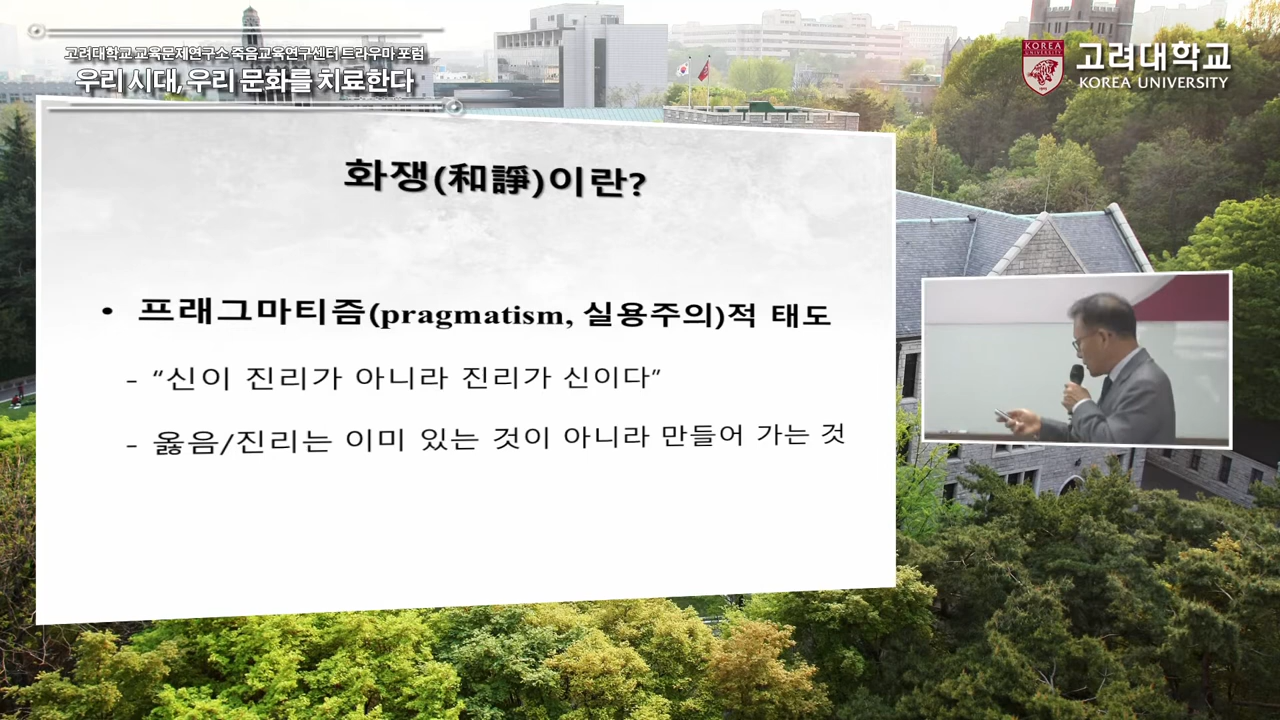 고려대학교 교육문제연구소 죽음교육연구센터 트라우마 포럼
우리 시대, 우리 문화를 치료한다
KOREA
UNIVERSITY
고려대학교
KOREA UNIVERSITY
화쟁(和諍)이란?
• 프래그마티즘(pragmatism, 실용주의)적 태도
- “신이 진리가 아니라 진리가 신이다”
- 옳음/진리는 이미 있는 것이 아니라 만들어 가는 것